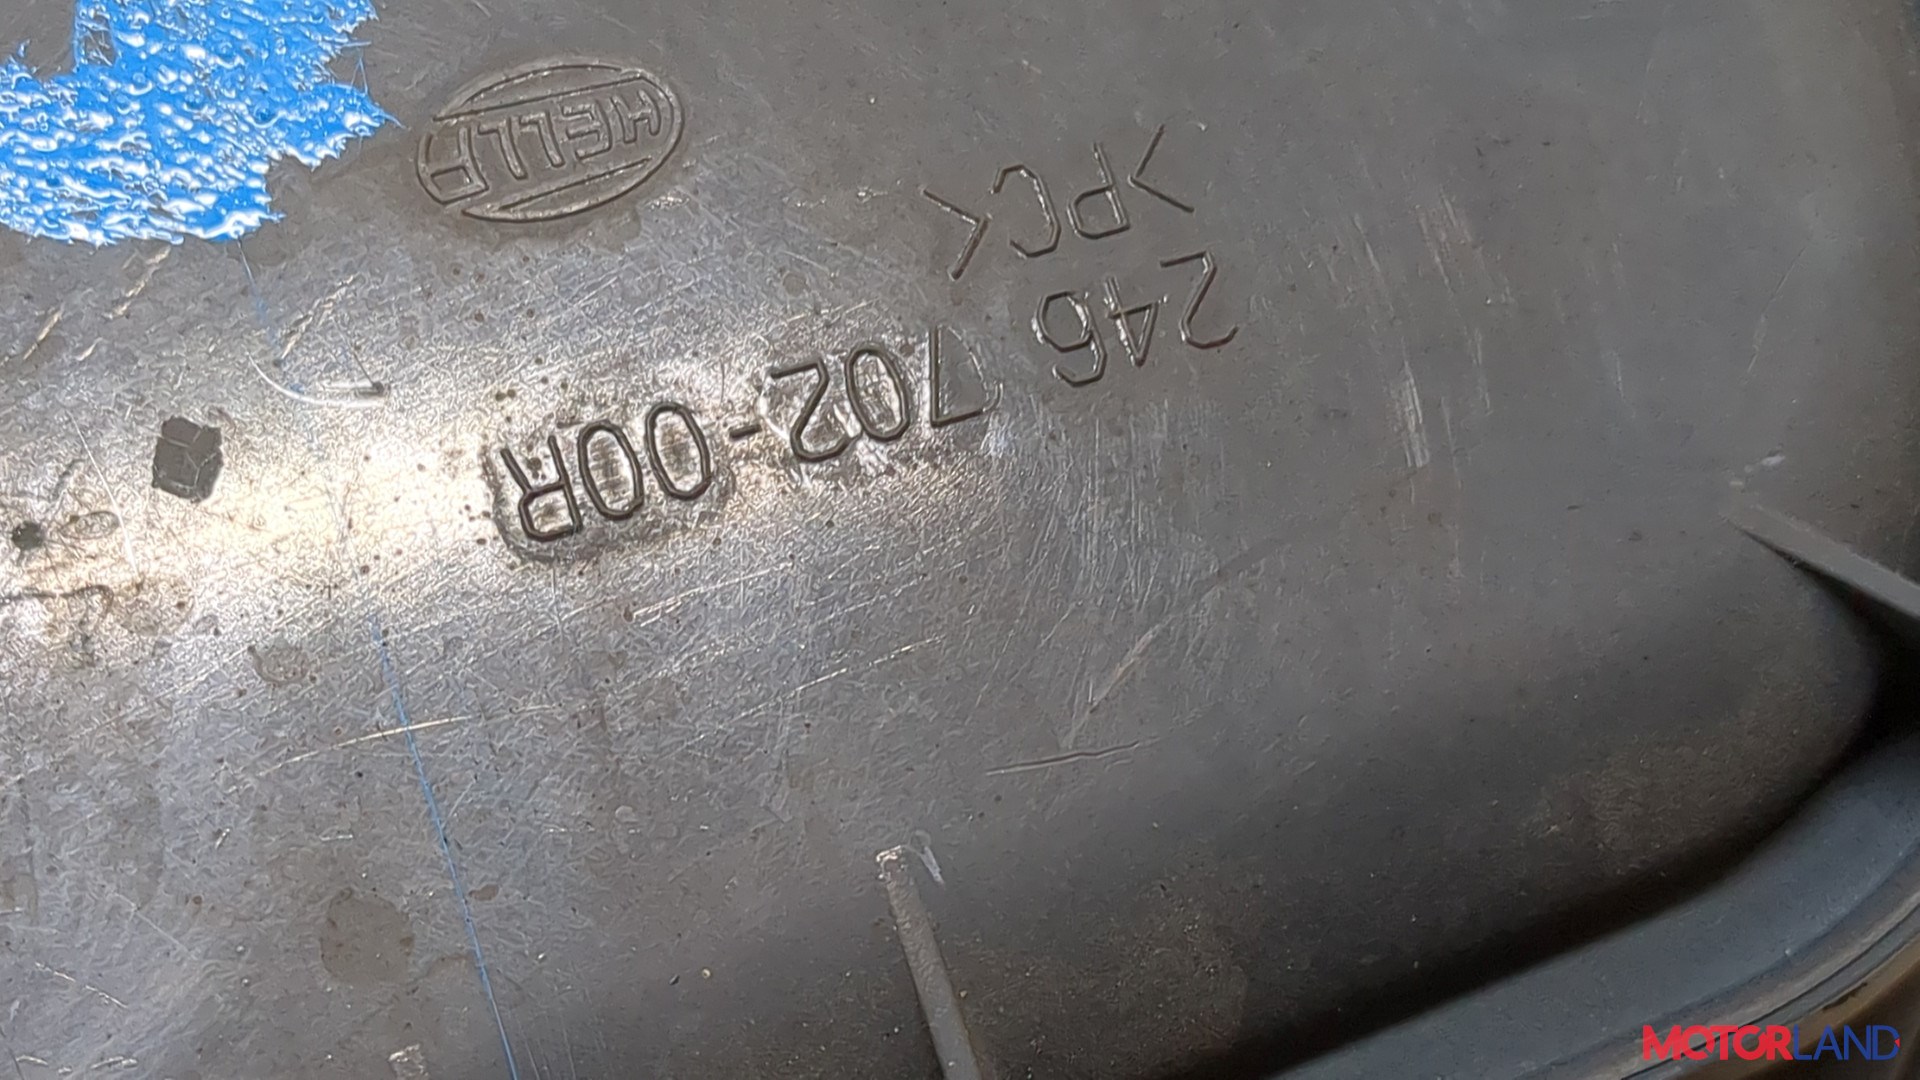 HELLA
>PC<
246 702-00R
MOTORLAND